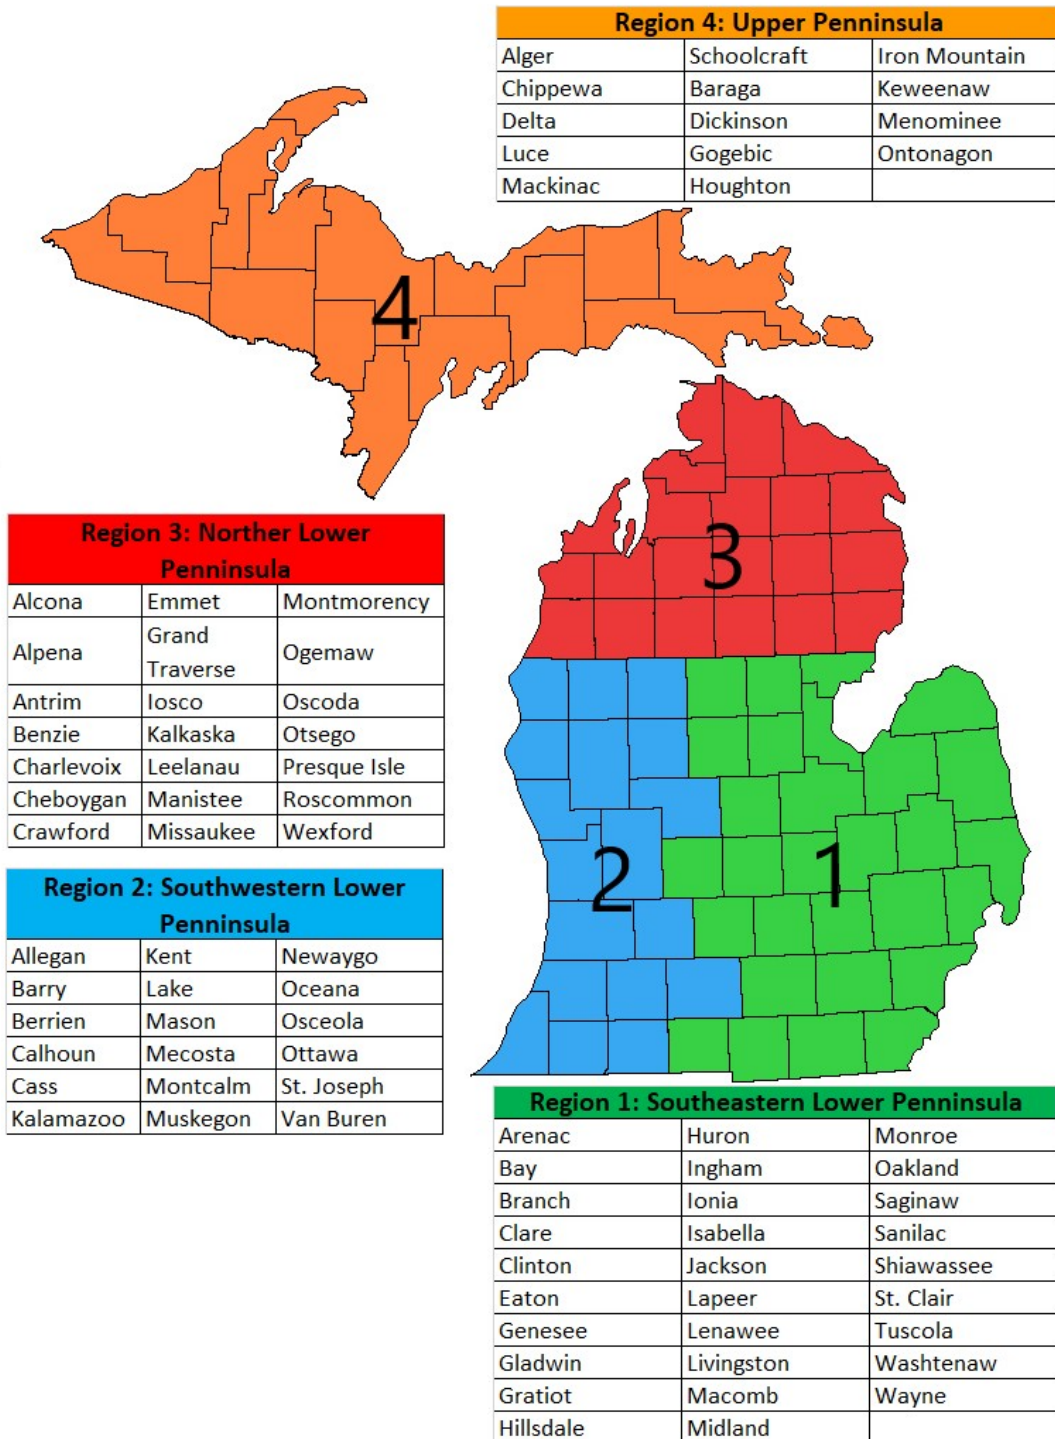 Region 4: Upper Penninsula
Alger Schoolcraft Iron Mountain
Chippewa Baraga Keweenaw
Delta Dickinson Menominee
Luce Gogebic Ontonagon
Mackinac Houghton
4
3
Region 3: Norther Lower
Penninsula
Alcona Emmet Montmorency
Alpena Grand Traverse Ogemaw
Antrim Iosco Oscoda
Benzie Kalkaska Otsego
Charlevoix Leelanau Presque Isle
Cheboygan Manistee Roscommon
Crawford Missaukee Wexford
2
1
Region 2: Southwestern Lower
Penninsula
Allegan Kent Newaygo
Barry Lake Oceana
Berrien Mason Osceola
Calhoun Mecosta Ottawa
Cass Montcalm St. Joseph
Kalamazoo Muskegon Van Buren
Region 1: Southeastern Lower Penninsula
Arenac Huron Monroe
Bay Ingham Oakland
Branch Ionia Saginaw
Clare Isabella Sanilac
Clinton Jackson Shiawassee
Eaton Lapeer St. Clair
Genesee Lenawee Tuscola
Gladwin Livingston Washtenaw
Gratiot Macomb Wayne
Hillsdale Midland